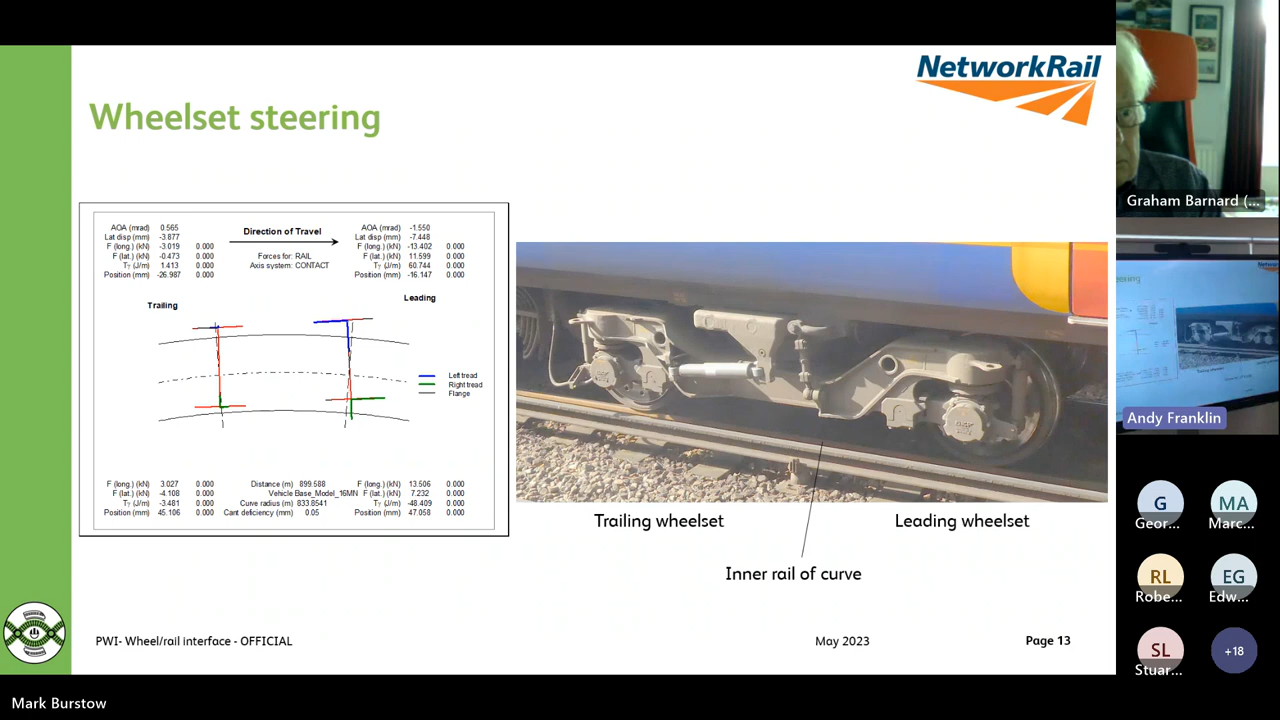 NetworkRail
Wheelset steering
AOA (mrad) 0.565
Lat disp (mm) -3.877
F (long.) (kN) -3.019 0.000
F (lat.) (kN) -0.473 0.000
Tγ (J/m) 1.413 0.000
Position (mm) -26.987 0.000
Direction of Travel
Forces for: RAIL
Axis system: CONTACT
AOA (mrad) -1.550
Lat disp (mm) -7.448
F (long.) (kN) -13.402 0.000
F (lat.) (kN) 11.599 0.000
Tγ (J/m) 60.744 0.000
Position (mm) -16.147 0.000
Trailing
Leading
Left tread
Right tread
Flange
F (long.) (kN) 3.027 0.000
F (lat.) (kN) -4.108 0.000
Tγ (J/m) -3.481 0.000
Position (mm) 45.106 0.000
Distance (m) 899.588
Vehicle Base_Model_16MN
Curve radius (m) 833.8541
Cant deficiency (mm) 0.05
F (long.) (kN) 13.506 0.000
F (lat.) (kN) 7.232 0.000
Tγ (J/m) -48.409 0.000
Position (mm) 47.058 0.000
Trailing wheelset
Leading wheelset
Inner rail of curve
PWI- Wheel/rail interface - OFFICIAL
May 2023
Page 13
Mark Burstow
Graham Barnard (...
Andy Franklin
G
Geor...
MA
Marc...
RL
Robe...
EG
Edw...
SL
Stuar...
+18